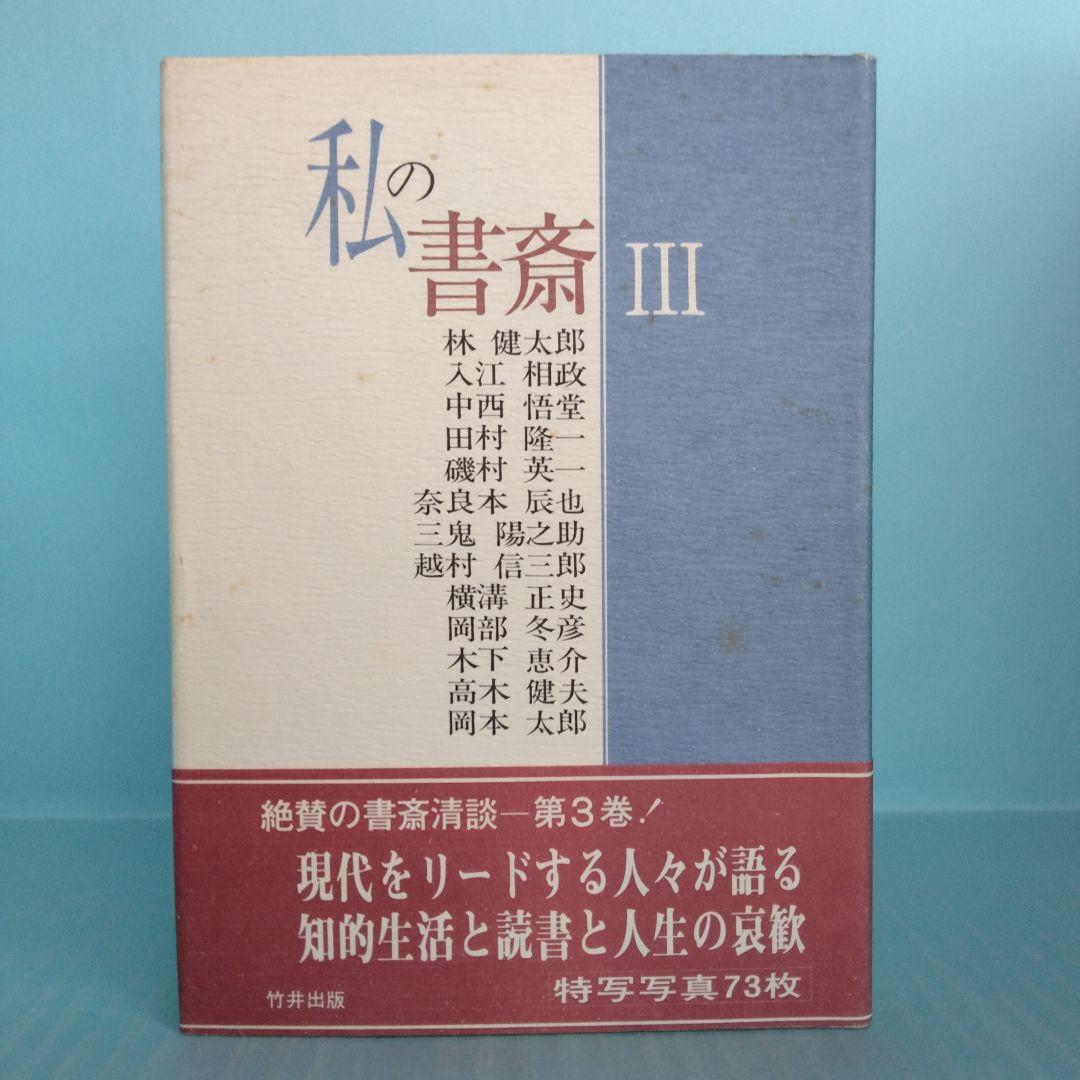 私の
書斎 III
林 健太郎
入江 相政
中西 悟堂
田村 隆一
磯村 英一
奈良本 辰也
三鬼 陽之助
越村 信三郎
横溝 正史
岡部 冬彦
木下 恵介
高木 健夫
岡本 太郎
絶賛の書斎清談―第3巻!
現代をリードする人々が語る
知的生活と読書と人生の哀歓
特写写真73枚
竹井出版